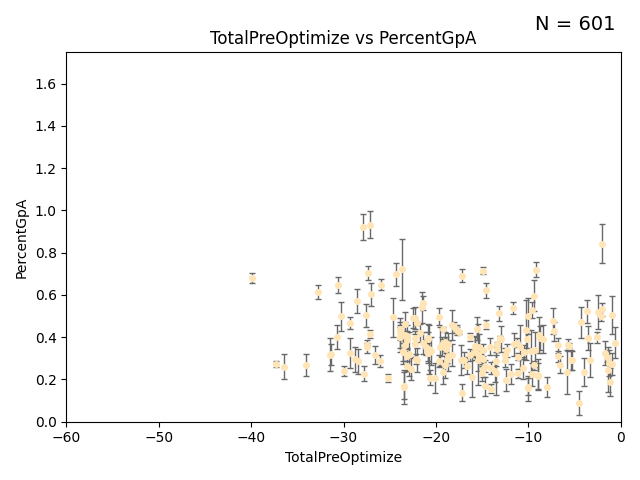 N = 601
TotalPreOptimize vs PercentGpA
1.6
1.4
1.2
1.0
0.8
0.6
0.4
0.2
0.0
PercentGpA
−60 −50 −40 −30 −20 −10 0
TotalPreOptimize